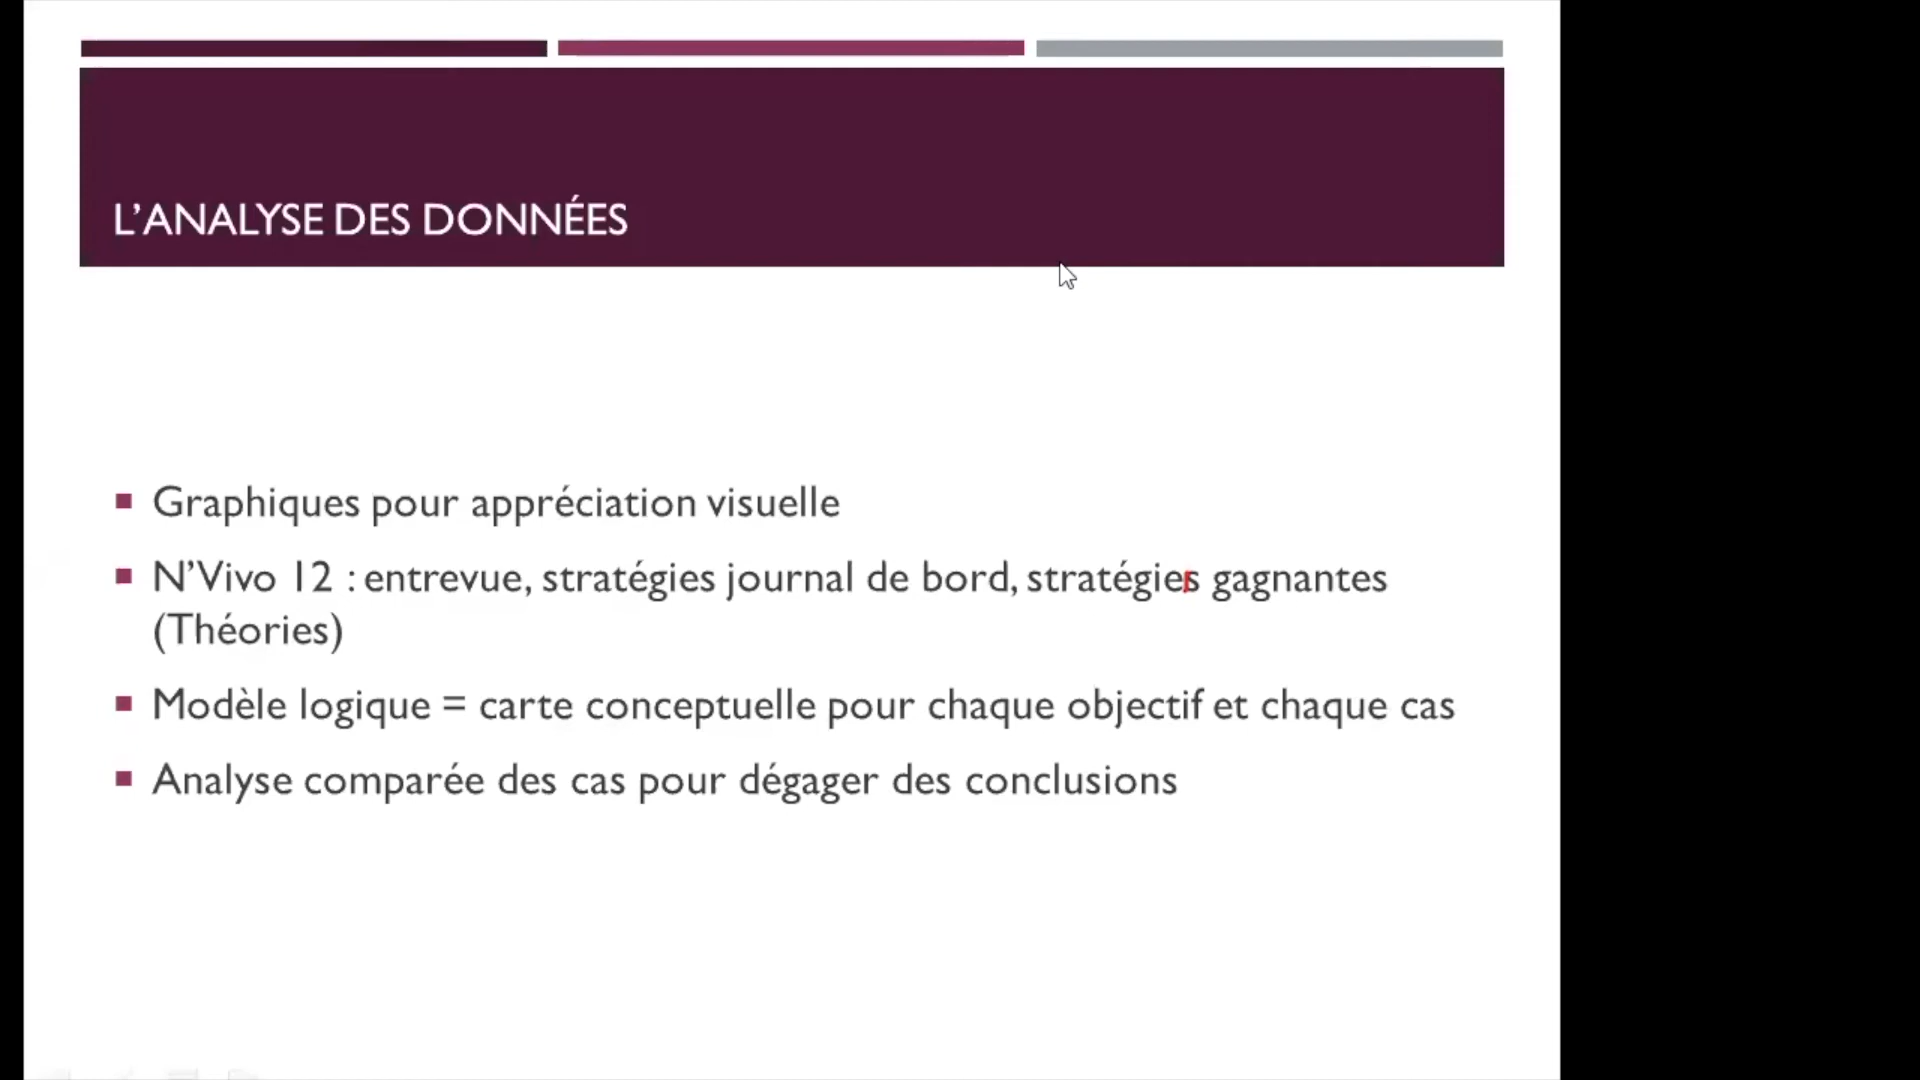 L’ANALYSE DES DONNÉES
Graphiques pour appréciation visuelle
N’Vivo 12 : entrevue, stratégies journal de bord, stratégies gagnantes
(Théories)
Modèle logique = carte conceptuelle pour chaque objectif et chaque cas
Analyse comparée des cas pour dégager des conclusions